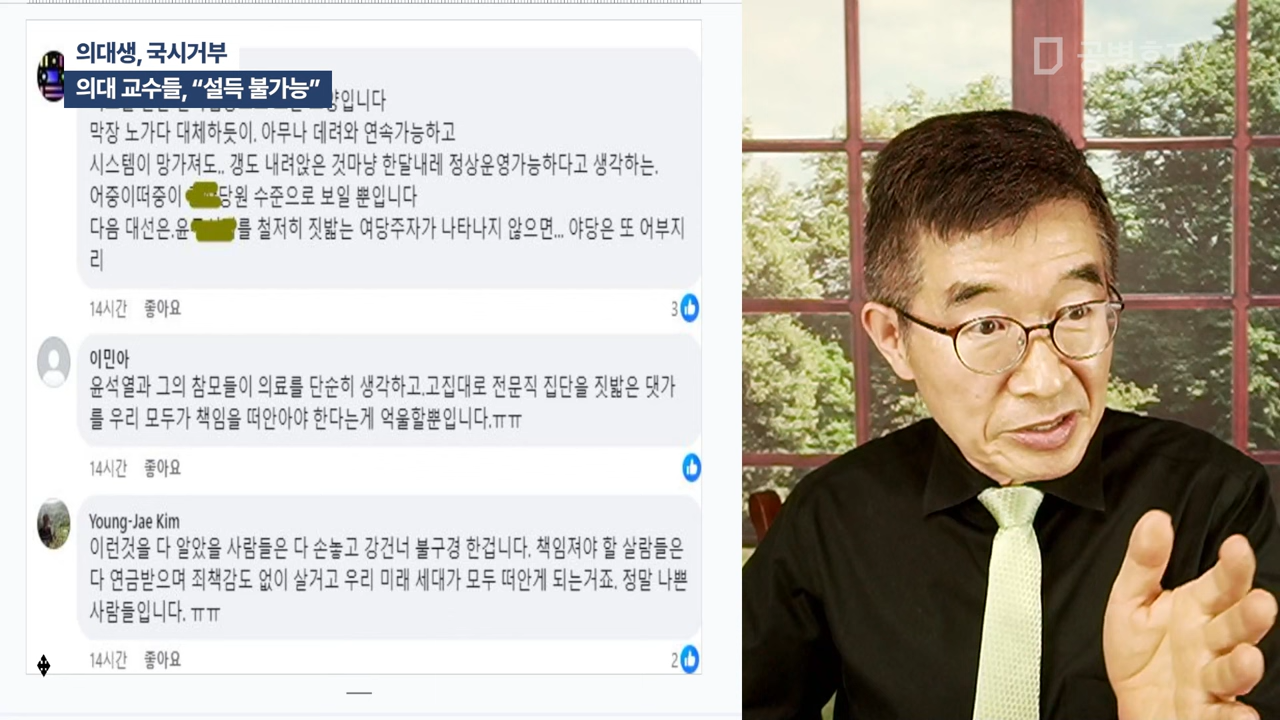 의대생, 국시거부
의대 교수들, “설득 불가능”
공병호TV
양입니다
막장 노가다 대체하듯이. 아무나 데려와 연속가능하고
시스템이 망가져도.. 갱도 내려앉은 것마냥 한달내레 정상운영가능하다고 생각하는.
어중이떠중이 당원 수준으로 보일 뿐입니다
다음 대선은.윤 를 철저히 짓밟는 여당주자가 나타나지 않으면... 야당은 또 어부지
리
14시간 좋아요 3
이민아
윤석열과 그의 참모들이 의료를 단순히 생각하고.고집대로 전문직 집단을 짓밟은 댓가
를 우리 모두가 책임을 떠안아야 한다는게 억울할뿐입니다.ㅠㅠ
14시간 좋아요
Young-Jae Kim
이런것을 다 알았을 사람들은 다 손놓고 강건너 불구경 한겁니다. 책임져야 할 살람들은
다 연금받으며 죄책감도 없이 살거고 우리 미래 세대가 모두 떠안게 되는거죠. 정말 나쁜
사람들입니다. ㅠㅠ
14시간 좋아요 2